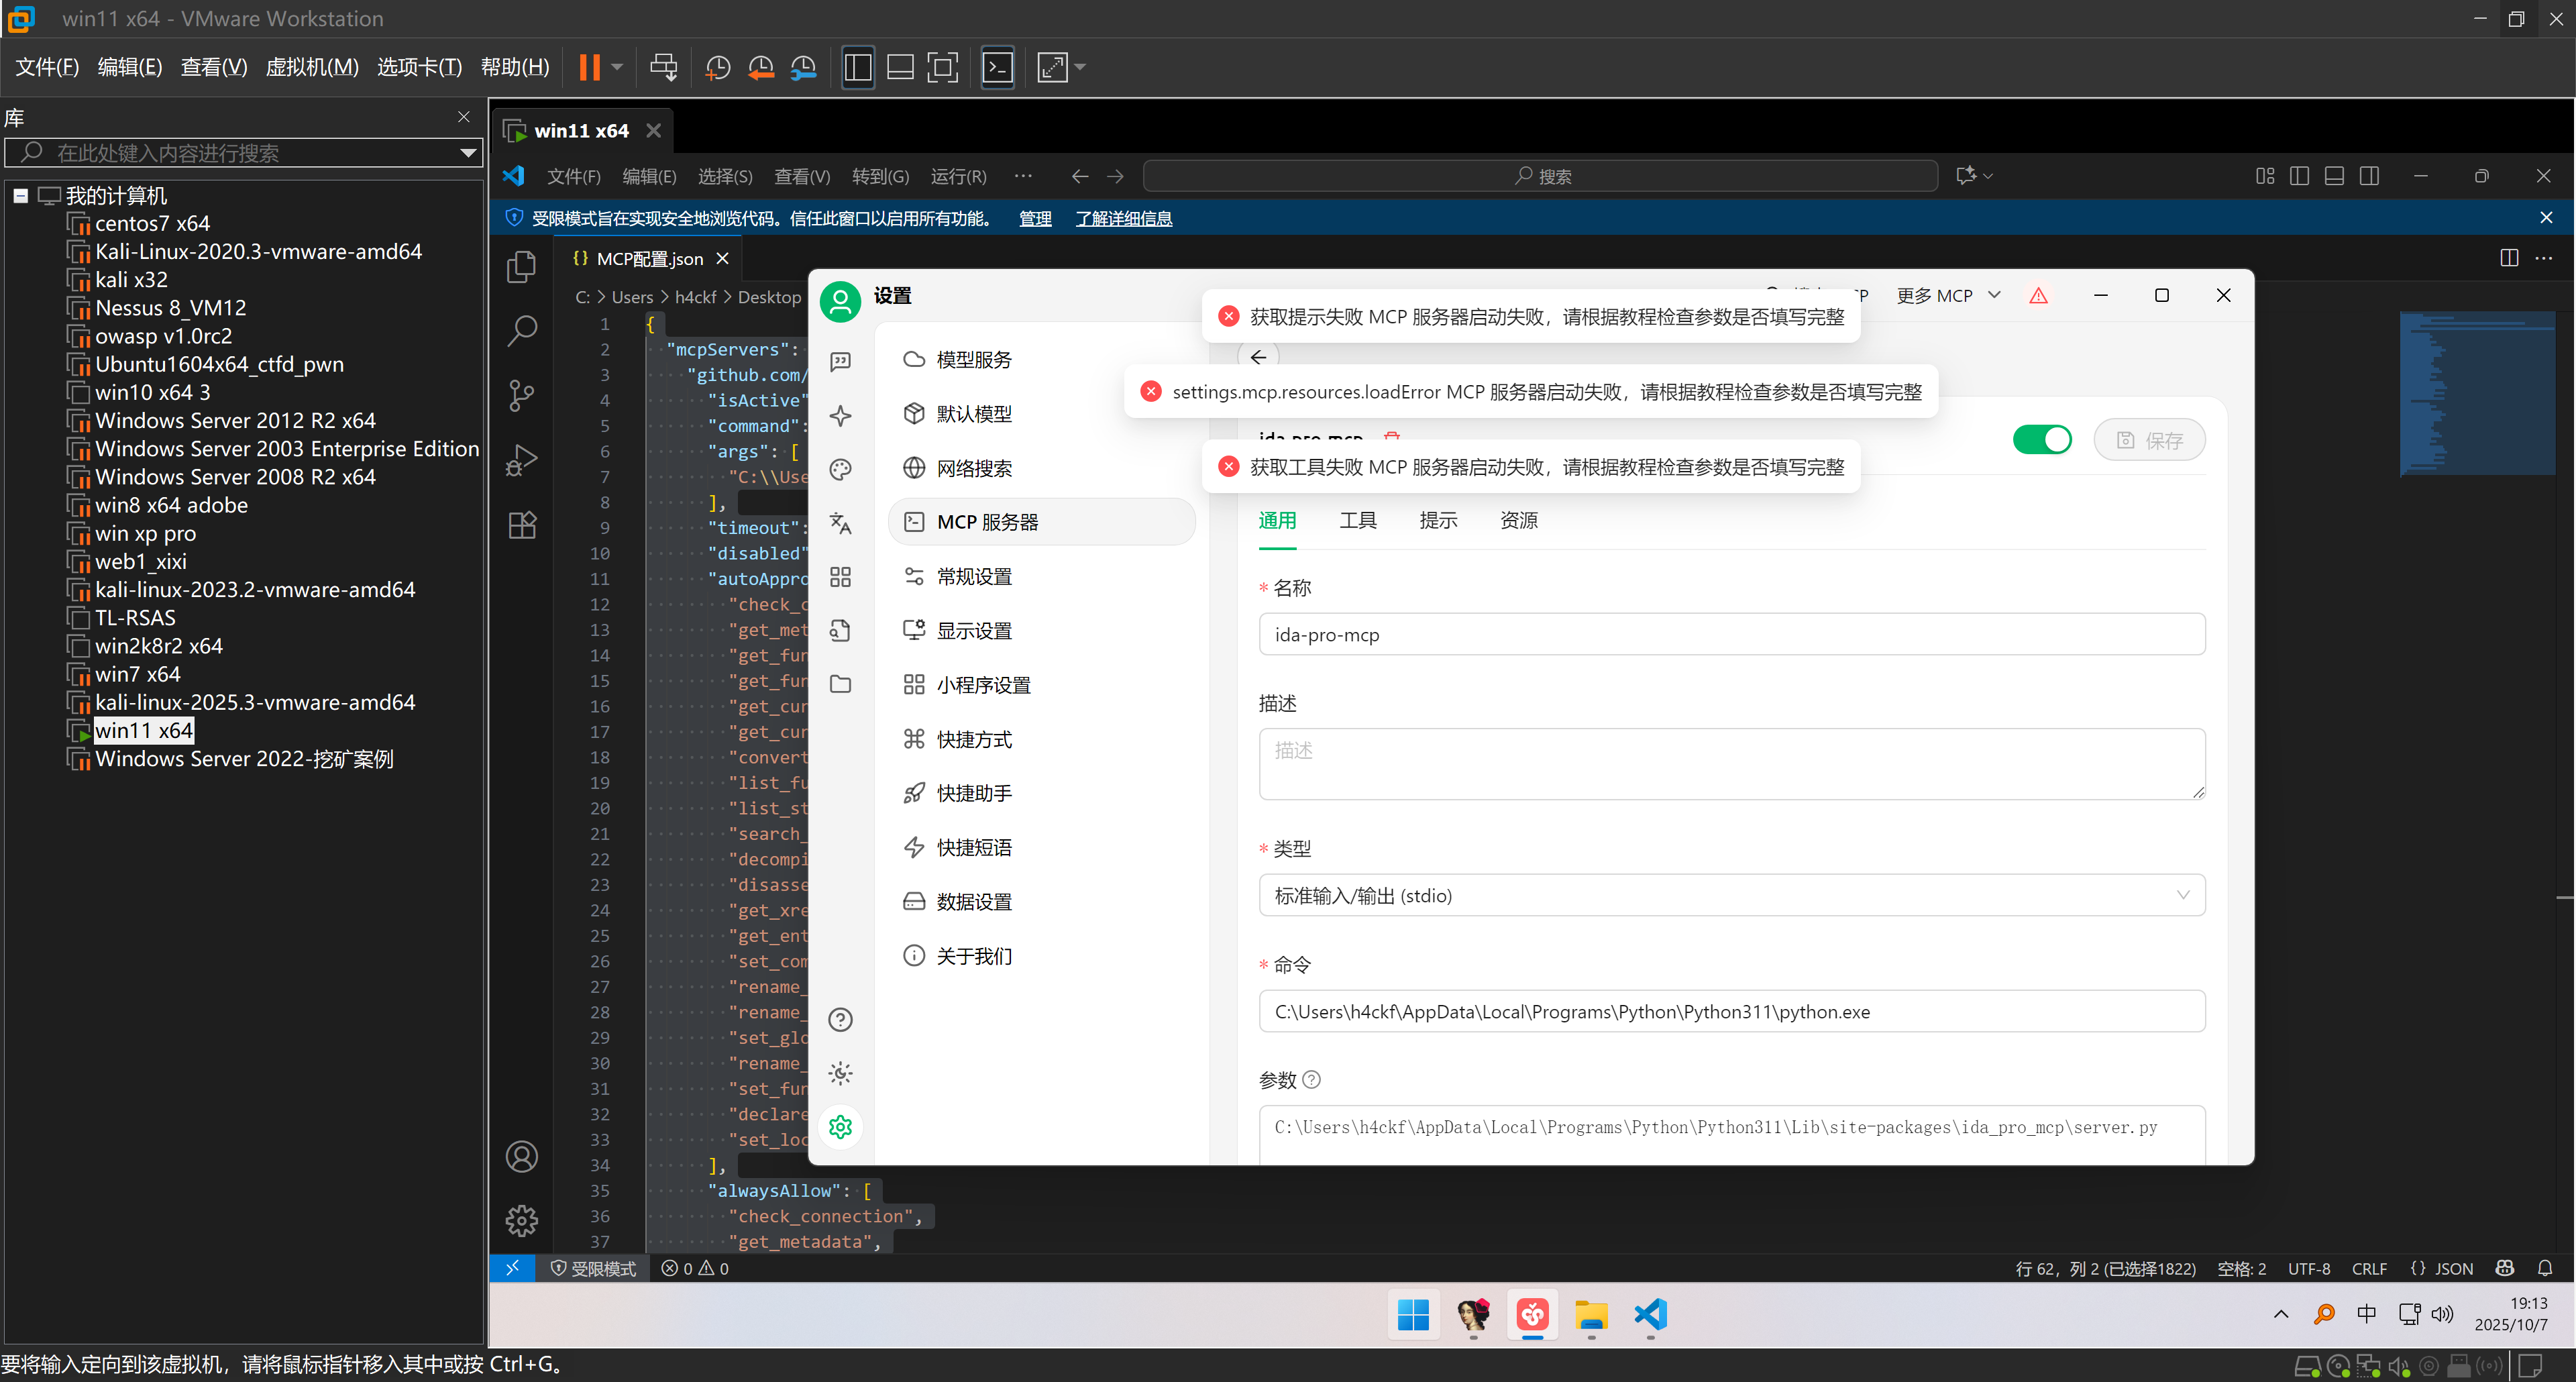 win11 x64 - VMware Workstation
文件(F) 编辑(E) 查看(V) 虚拟机(M) 选项卡(T) 帮助(H)
库
在此处键入内容进行搜索
我的计算机
centos7 x64
Kali-Linux-2020.3-vmware-amd64
kali x32
Nessus 8_VM12
owasp v1.0rc2
Ubuntu1604x64_ctfd_pwn
win10 x64 3
Windows Server 2012 R2 x64
Windows Server 2003 Enterprise Edition
Windows Server 2008 R2 x64
win8 x64 adobe
win xp pro
web1_xixi
kali-linux-2023.2-vmware-amd64
TL-RSAS
win2k8r2 x64
win7 x64
kali-linux-2025.3-vmware-amd64
win11 x64
Windows Server 2022-挖矿案例
win11 x64
文件(F) 编辑(E) 选择(S) 查看(V) 转到(G) 运行(R) ··· 搜索
受限模式旨在实现安全地浏览代码。信任此窗口以启用所有功能。 管理 了解详细信息
{} MCP配置.json
C: > Users > h4ckf > Desktop
1 {
2 "mcpServers":
3 "github.com/
4 "isActive"
5 "command":
6 "args": [
7 "C:\\Use
8 ],
9 "timeout":
10 "disabled"
11 "autoAppro
12 "check_c
13 "get_met
14 "get_fun
15 "get_fun
16 "get_cur
17 "get_cur
18 "convert
19 "list_fu
20 "list_st
21 "search_
22 "decompi
23 "disasse
24 "get_xre
25 "get_ent
26 "set_com
27 "rename_
28 "rename_
29 "set_glo
30 "rename_
31 "set_fun
32 "declare
33 "set_loc
34 ],
35 "alwaysAllow": [
36 "check_connection",
37 "get_metadata",
设置
更多 MCP
获取提示失败 MCP 服务器启动失败，请根据教程检查参数是否填写完整
settings.mcp.resources.loadError MCP 服务器启动失败，请根据教程检查参数是否填写完整
获取工具失败 MCP 服务器启动失败，请根据教程检查参数是否填写完整
模型服务
默认模型
网络搜索
MCP 服务器
常规设置
显示设置
小程序设置
快捷方式
快捷助手
快捷短语
数据设置
关于我们
ida-pro-mcp
保存
通用 工具 提示 资源
* 名称
ida-pro-mcp
描述
描述
* 类型
标准输入/输出 (stdio)
* 命令
C:\Users\h4ckf\AppData\Local\Programs\Python\Python311\python.exe
参数
C:\Users\h4ckf\AppData\Local\Programs\Python\Python311\Lib\site-packages\ida_pro_mcp\server.py
受限模式 0 0
行 62，列 2 (已选择1822) 空格: 2 UTF-8 CRLF {} JSON
中
19:13
2025/10/7
要将输入定向到该虚拟机，请将鼠标指针移入其中或按 Ctrl+G。